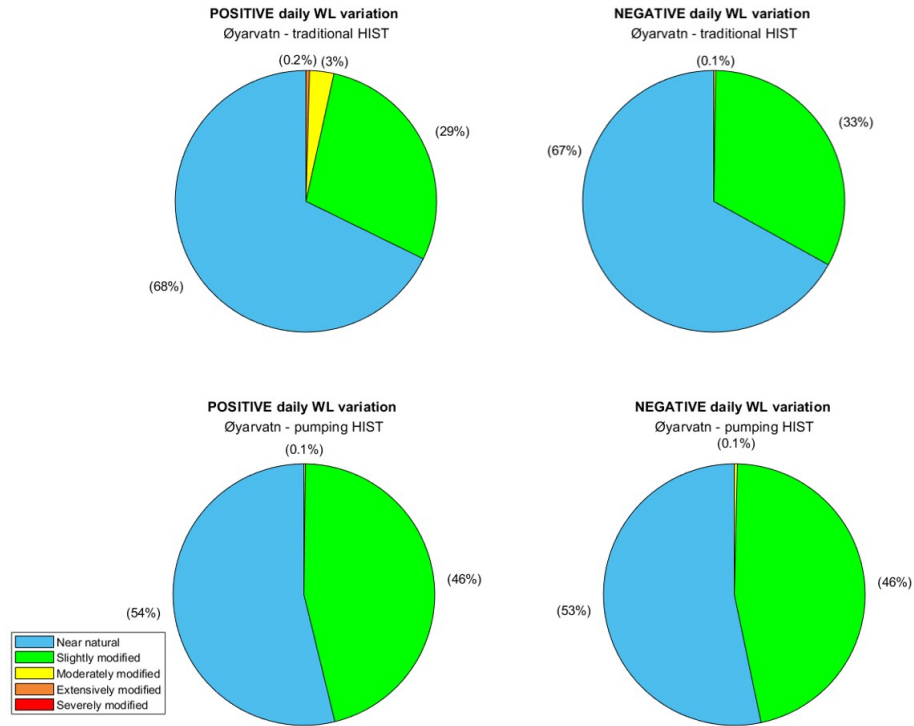 POSITIVE daily WL variation
Øyarvatn - traditional HIST
(0.2%)
(3%)
(29%)
(68%)
NEGATIVE daily WL variation
Øyarvatn - traditional HIST
(0.1%)
(33%)
(67%)
POSITIVE daily WL variation
Øyarvatn - pumping HIST
(0.1%)
(46%)
(54%)
NEGATIVE daily WL variation
Øyarvatn - pumping HIST
(0.1%)
(46%)
(53%)
Near natural
Slightly modified
Moderately modified
Extensively modified
Severely modified